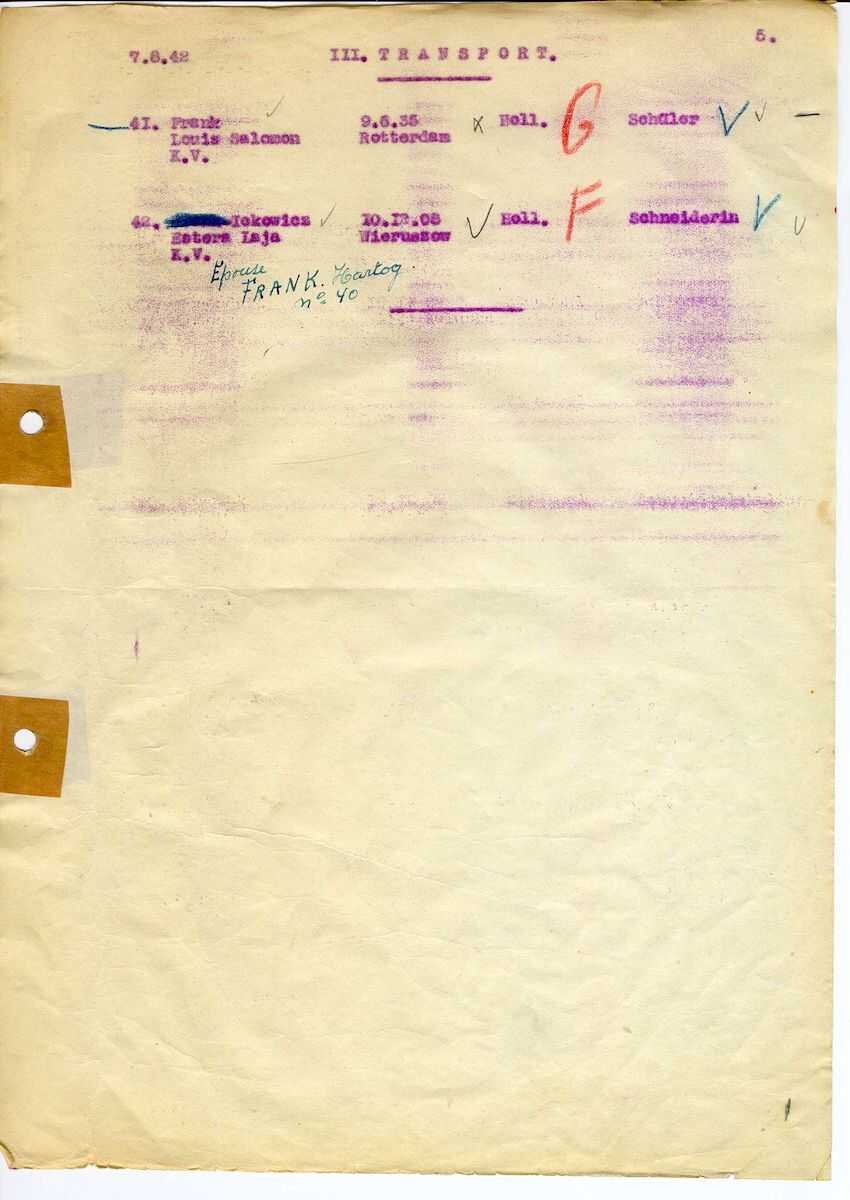 5.
7.8.42 III. TRANSPORT.
41. Frank 9.6.35 Holl. G Schüler
Louis Salomon Rotterdam
K.V.
42. Ickowicz 10.12.08 Holl. F Schneiderin
Estera Laja Wieruszow
K.V.
Epouse
FRANK. Hartog
nº 40